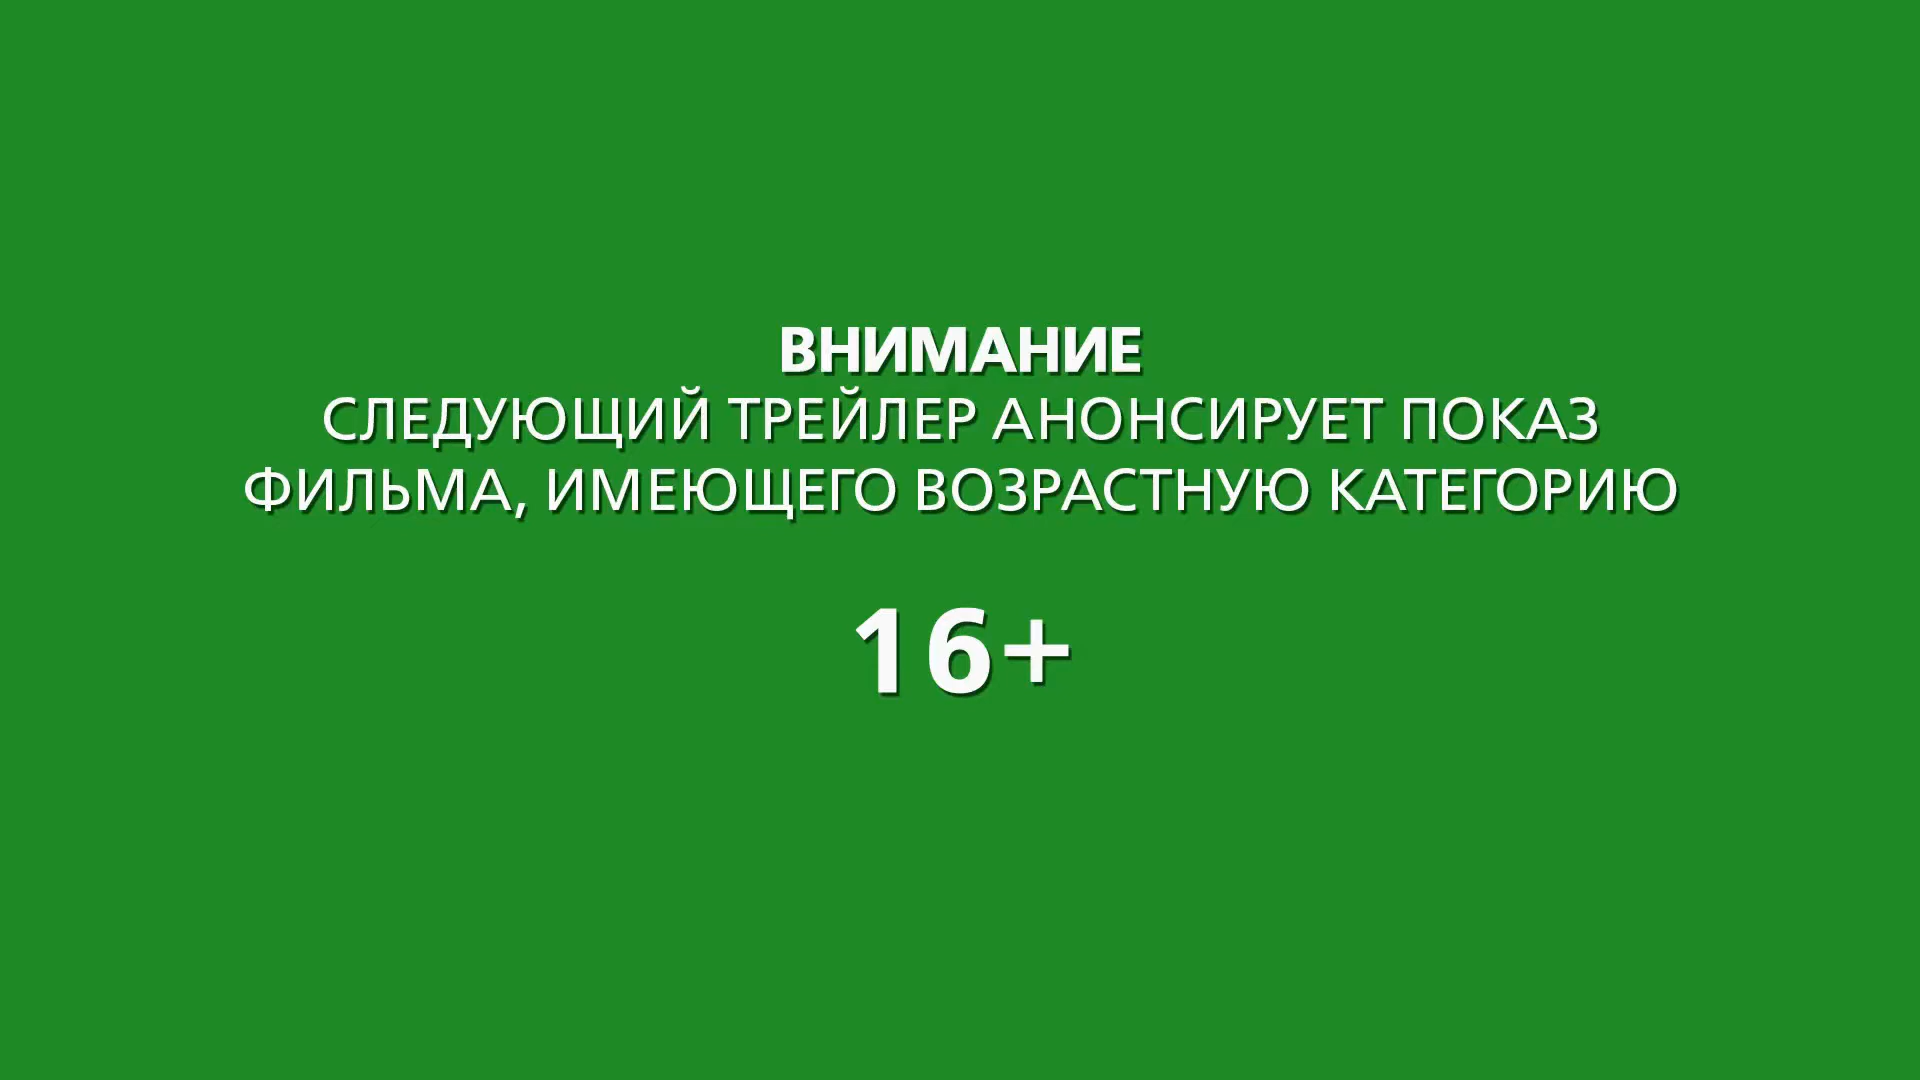 ВНИМАНИЕ
СЛЕДУЮЩИЙ ТРЕЙЛЕР АНОНСИРУЕТ ПОКАЗ
ФИЛЬМА, ИМЕЮЩЕГО ВОЗРАСТНУЮ КАТЕГОРИЮ
16+